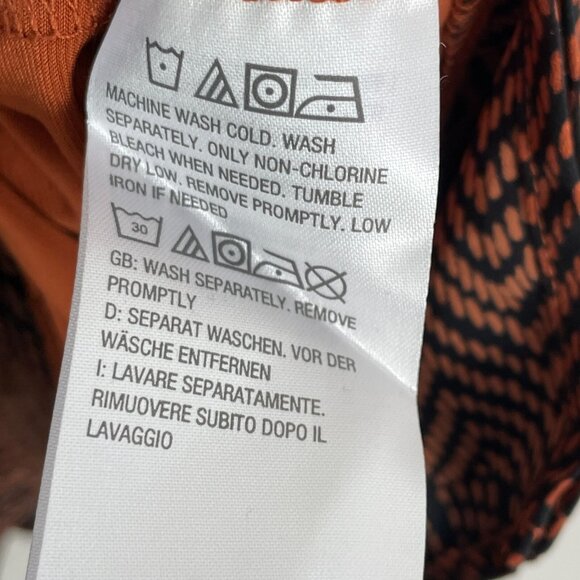 MACHINE WASH COLD. WASH
SEPARATELY. ONLY NON-CHLORINE
BLEACH WHEN NEEDED. TUMBLE
DRY LOW. REMOVE PROMPTLY. LOW
IRON IF NEEDED
30
GB: WASH SEPARATELY. REMOVE
PROMPTLY
D: SEPARAT WASCHEN. VOR DER
WÄSCHE ENTFERNEN
I: LAVARE SEPARATAMENTE.
RIMUOVERE SUBITO DOPO IL
LAVAGGIO